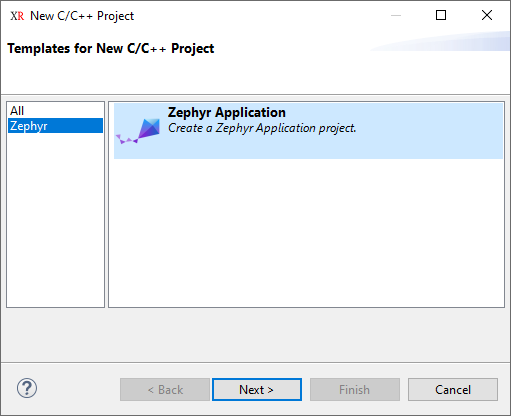 XR New C/C++ Project
Templates for New C/C++ Project
All
Zephyr
Zephyr Application
Create a Zephyr Application project.
?
< Back
Next >
Finish
Cancel